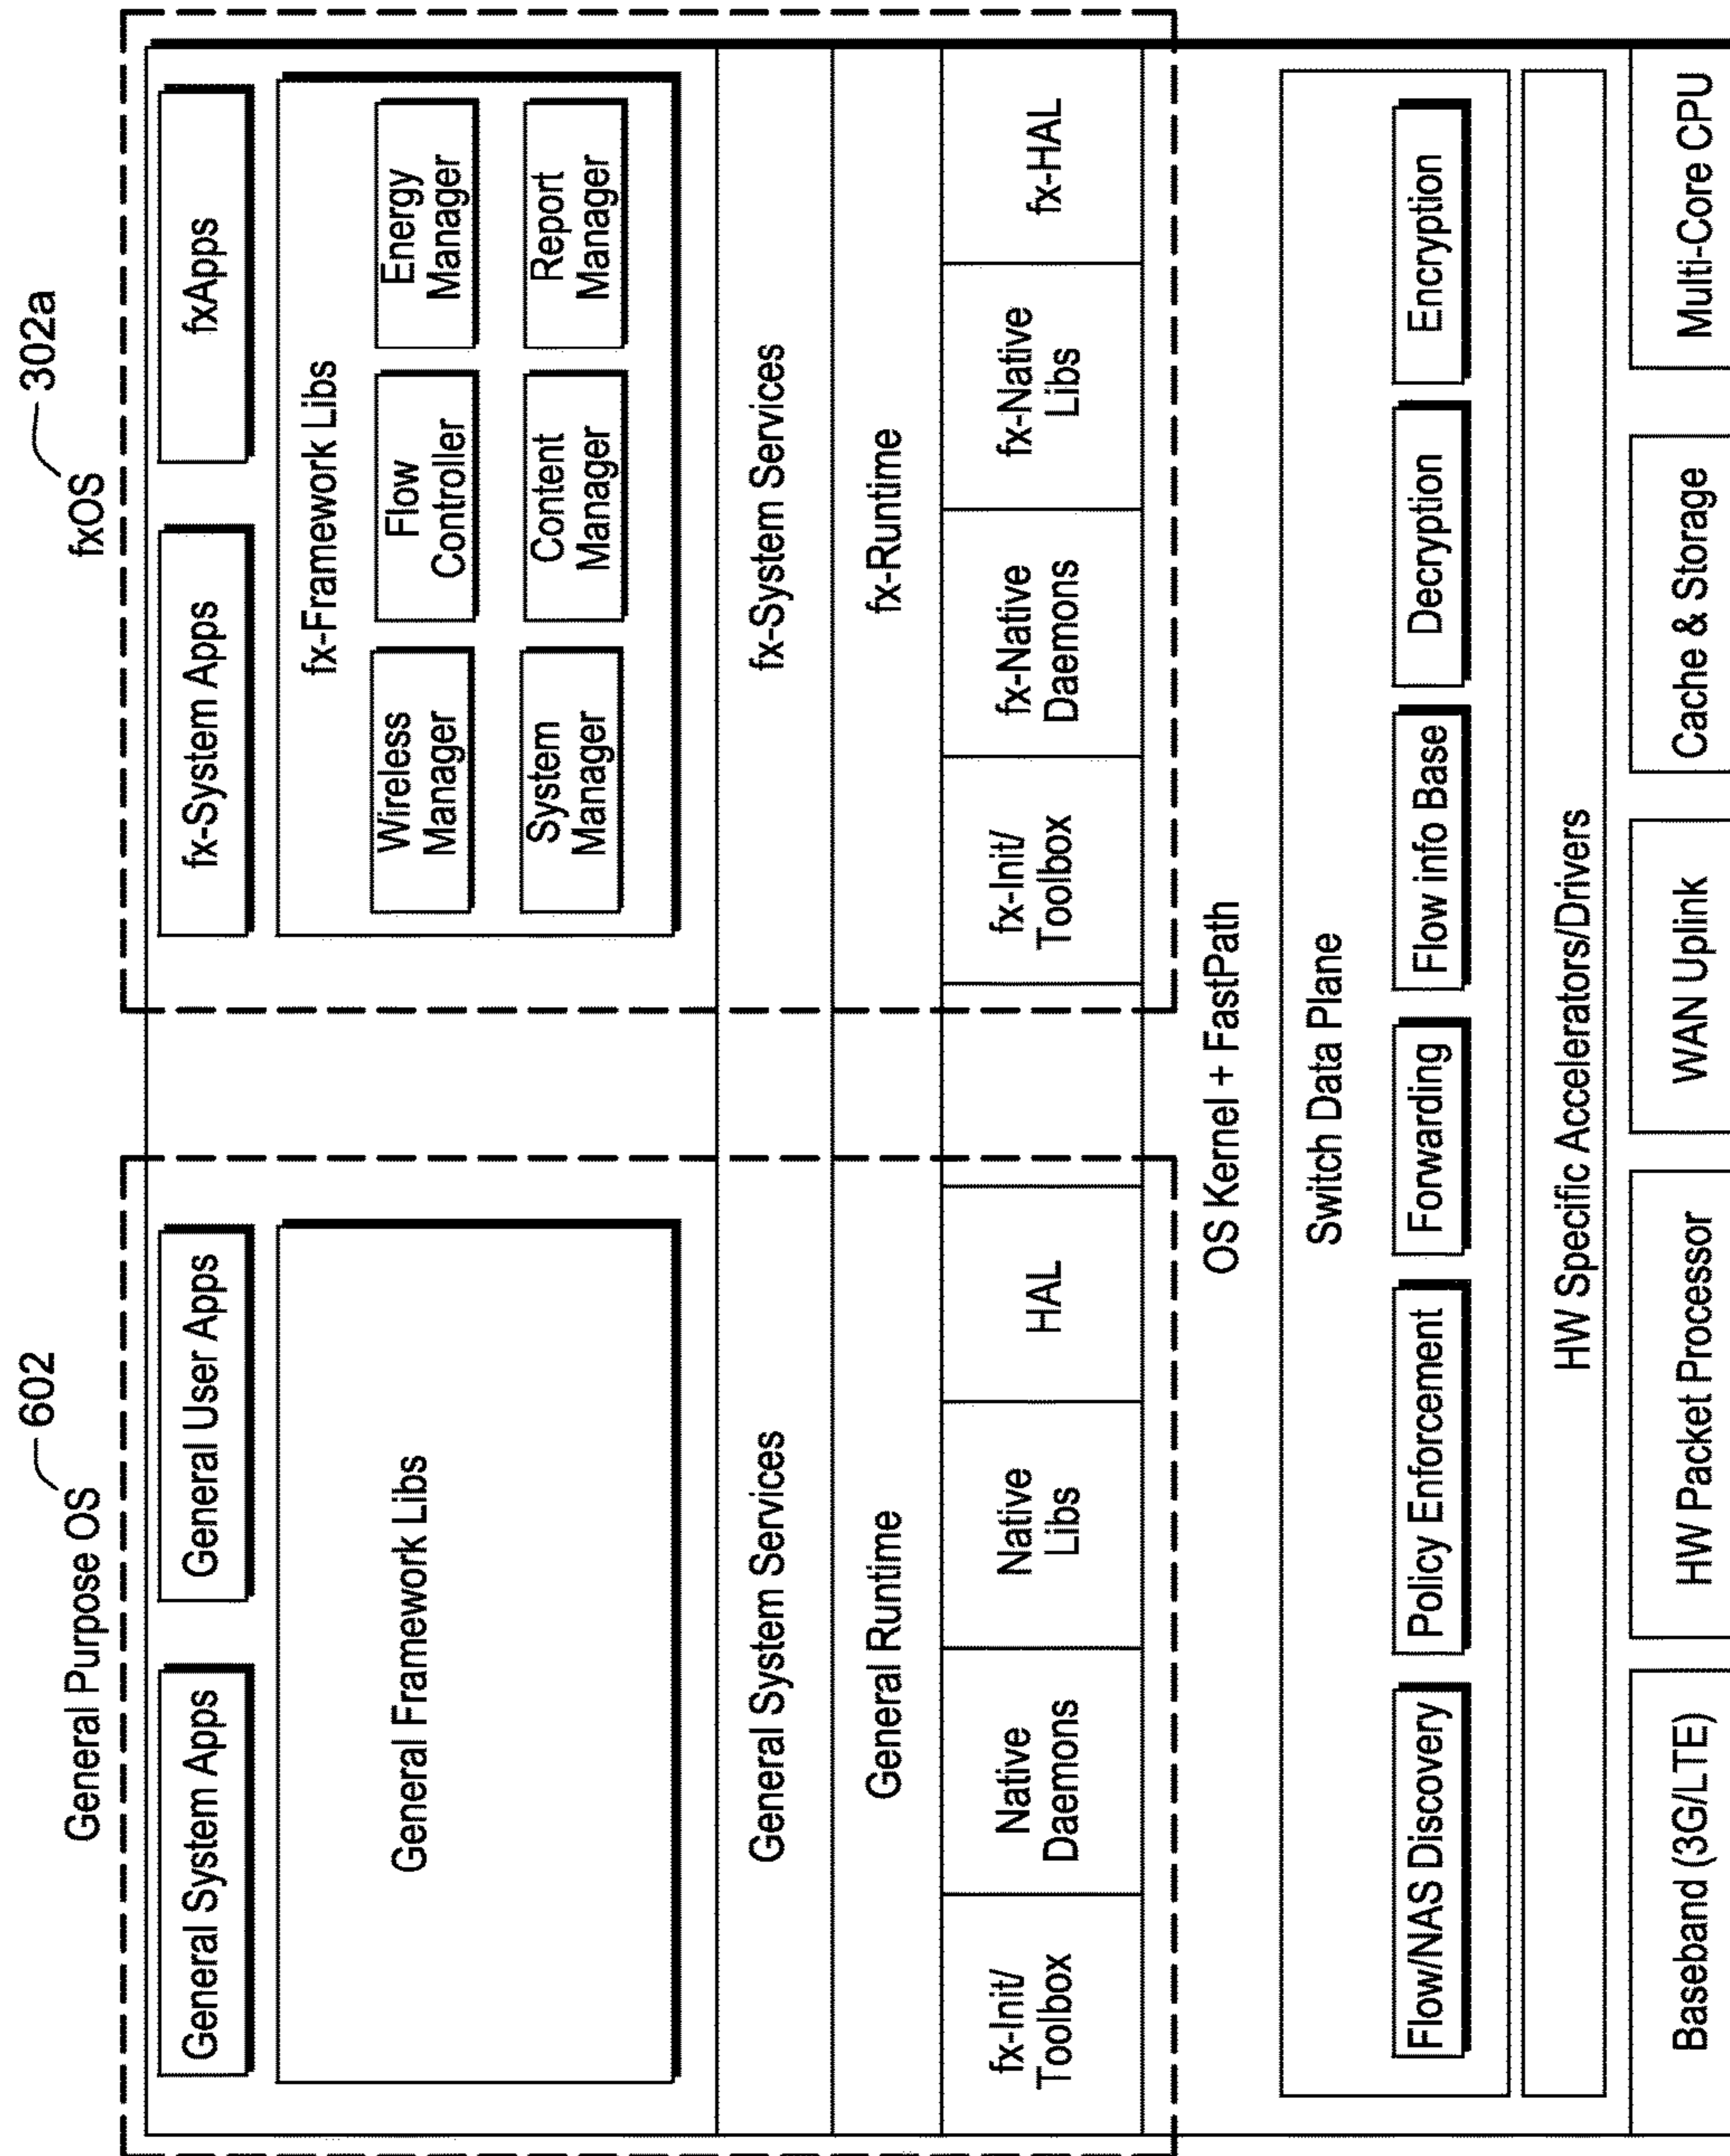 General Purpose OS
602
fxOS
302a
General System Apps
General User Apps
fx-System Apps
fxApps
General Framework Libs
fx-Framework Libs
Wireless
Manager
Flow
Controller
Energy
Manager
System
Manager
Content
Manager
Report
Manager
General System Services
fx-System Services
General Runtime
fx-Runtime
fx-Init/
Toolbox
Native
Daemons
Native
Libs
HAL
fx-Init/
Toolbox
fx-Native
Daemons
fx-Native
Libs
fx-HAL
OS Kernel + FastPath
Switch Data Plane
Flow/NAS Discovery
Policy Enforcement
Forwarding
Flow info Base
Decryption
Encryption
HW Specific Accelerators/Drivers
Baseband (3G/LTE)
HW Packet Processor
WAN Uplink
Cache & Storage
Multi-Core CPU